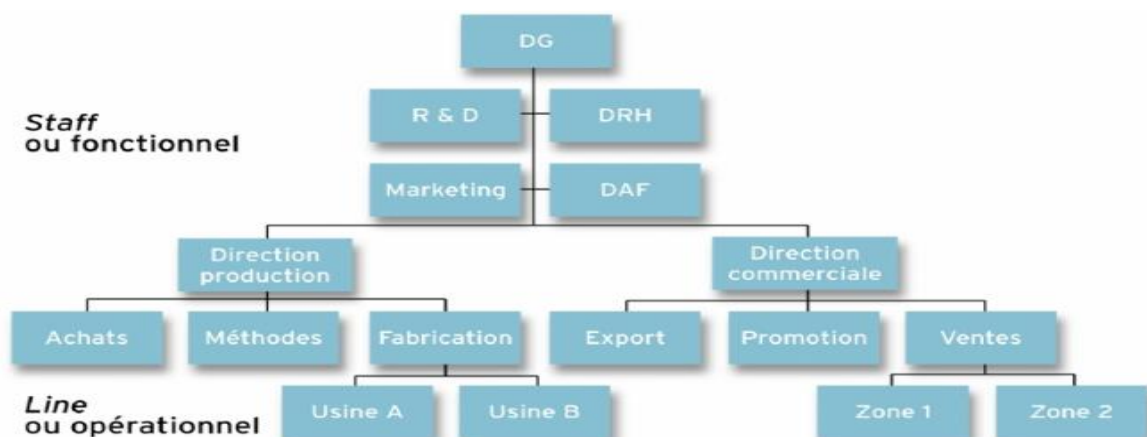 DG
R & D
DRH
Staff
ou fonctionnel
Marketing
DAF
Direction
production
Direction
commerciale
Achats
Méthodes
Fabrication
Export
Promotion
Ventes
Line
ou opérationnel
Usine A
Usine B
Zone 1
Zone 2